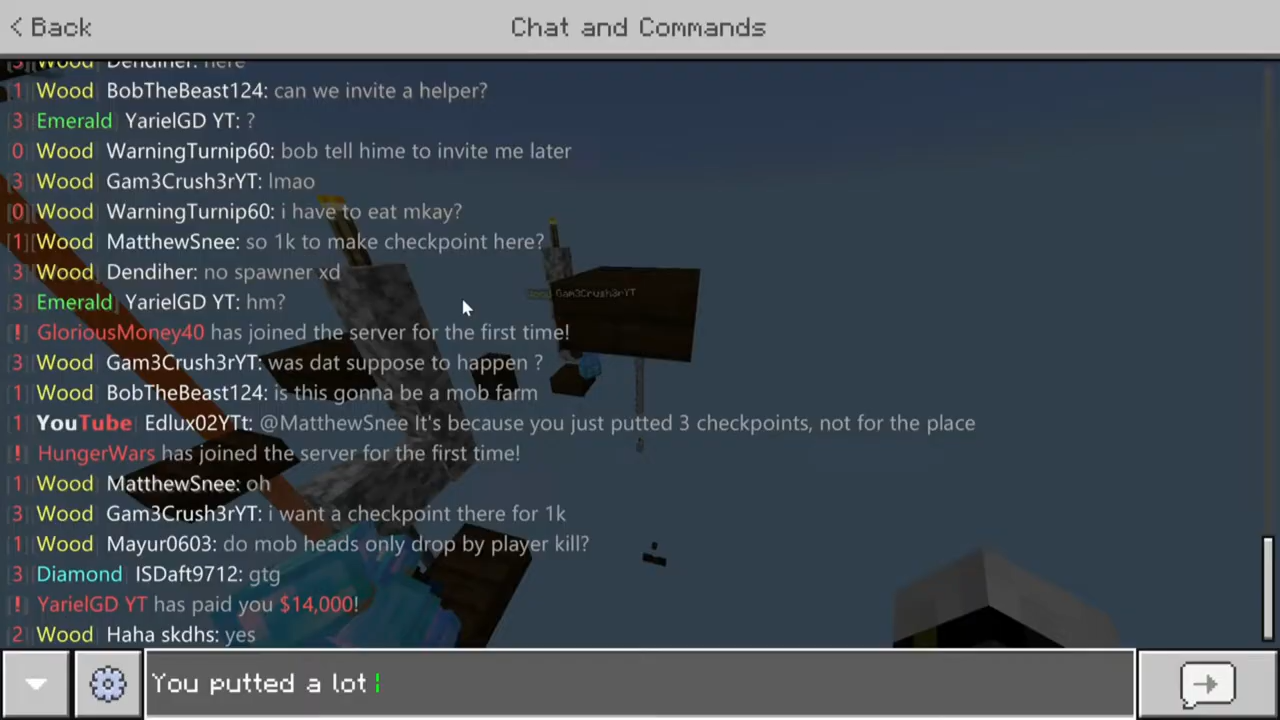 < Back
Chat and Commands
3 Wood Dendiher: here
1 Wood BobTheBeast124: can we invite a helper?
3 Emerald YarielGD YT: ?
0 Wood WarningTurnip60: bob tell hime to invite me later
3 Wood Gam3Crush3rYT: lmao
[0] Wood WarningTurnip60: i have to eat mkay?
[1] Wood MatthewSnee: so 1k to make checkpoint here?
3 Wood Dendiher: no spawner xd
3 Emerald YarielGD YT: hm?
Wood Gam3Crush3rYT
! GloriousMoney40 has joined the server for the first time!
3 Wood Gam3Crush3rYT: was dat suppose to happen ?
1 Wood BobTheBeast124: is this gonna be a mob farm
1 YouTube Edlux02YTt: @MatthewSnee It's because you just putted 3 checkpoints, not for the place
! HungerWars has joined the server for the first time!
1 Wood MatthewSnee: oh
3 Wood Gam3Crush3rYT: i want a checkpoint there for 1k
1 Wood Mayur0603: do mob heads only drop by player kill?
3 Diamond ISDaft9712: gtg
! YarielGD YT has paid you $14,000!
2 Wood Haha skdhs: yes
You putted a lot